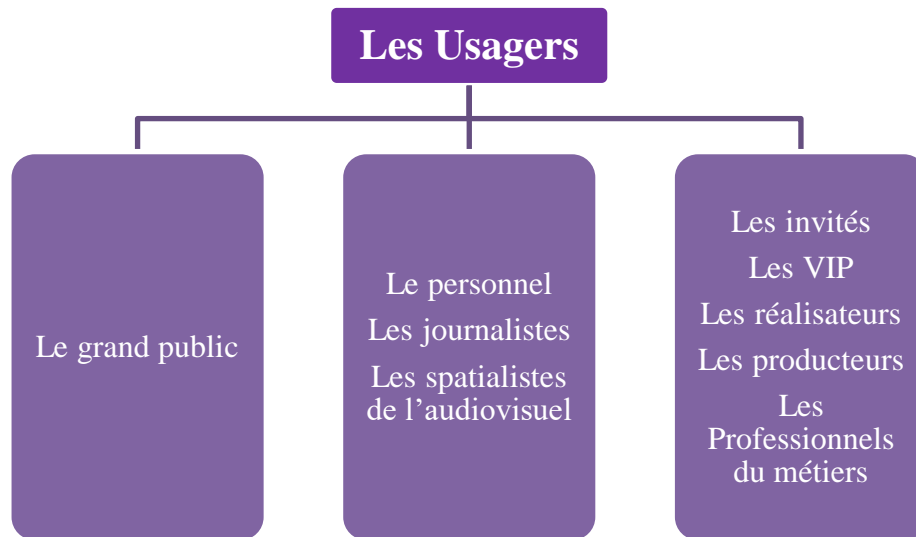 Les Usagers
Le grand public
Le personnel
Les journalistes
Les spatialistes
de l’audiovisuel
Les invités
Les VIP
Les réalisateurs
Les producteurs
Les
Professionnels
du métiers